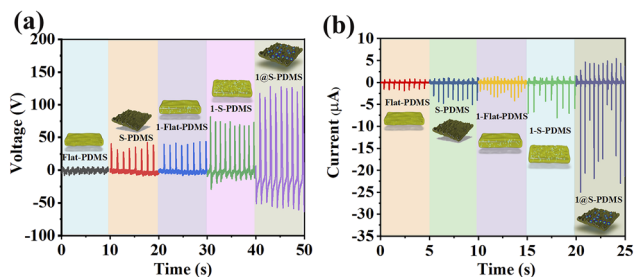 (a)
Voltage (V)
200
150
100
50
0
-50
-100
Flat-PDMS
S-PDMS
1-Flat-PDMS
1-S-PDMS
1@S-PDMS
0 10 20 30 40 50
Time (s)
(b)
Current (μA)
10
5
0
-5
-10
-15
-20
-25
-30
-35
Flat-PDMS
S-PDMS
1-Flat-PDMS
1-S-PDMS
1@S-PDMS
0 5 10 15 20 25
Time (s)